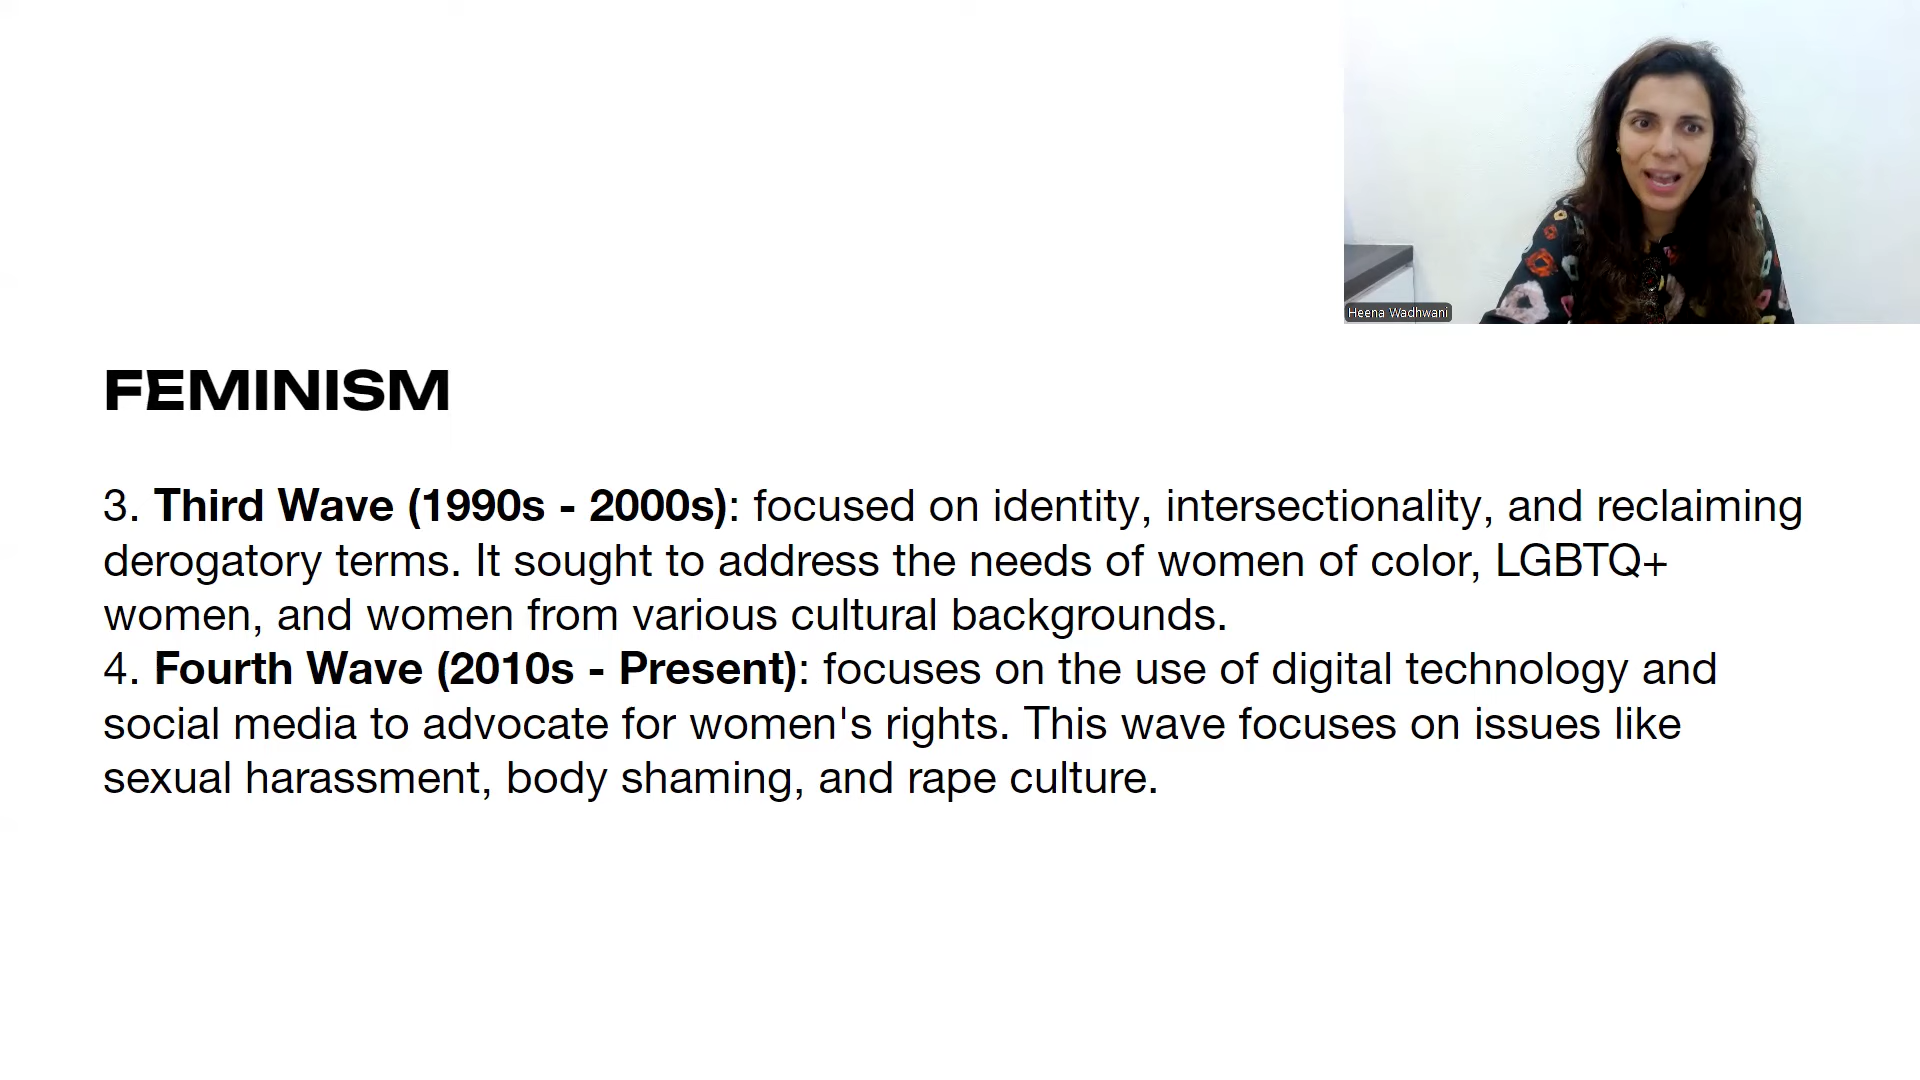 Heena Wadhwani
FEMINISM
3. Third Wave (1990s - 2000s): focused on identity, intersectionality, and reclaiming
derogatory terms. It sought to address the needs of women of color, LGBTQ+
women, and women from various cultural backgrounds.
4. Fourth Wave (2010s - Present): focuses on the use of digital technology and
social media to advocate for women's rights. This wave focuses on issues like
sexual harassment, body shaming, and rape culture.